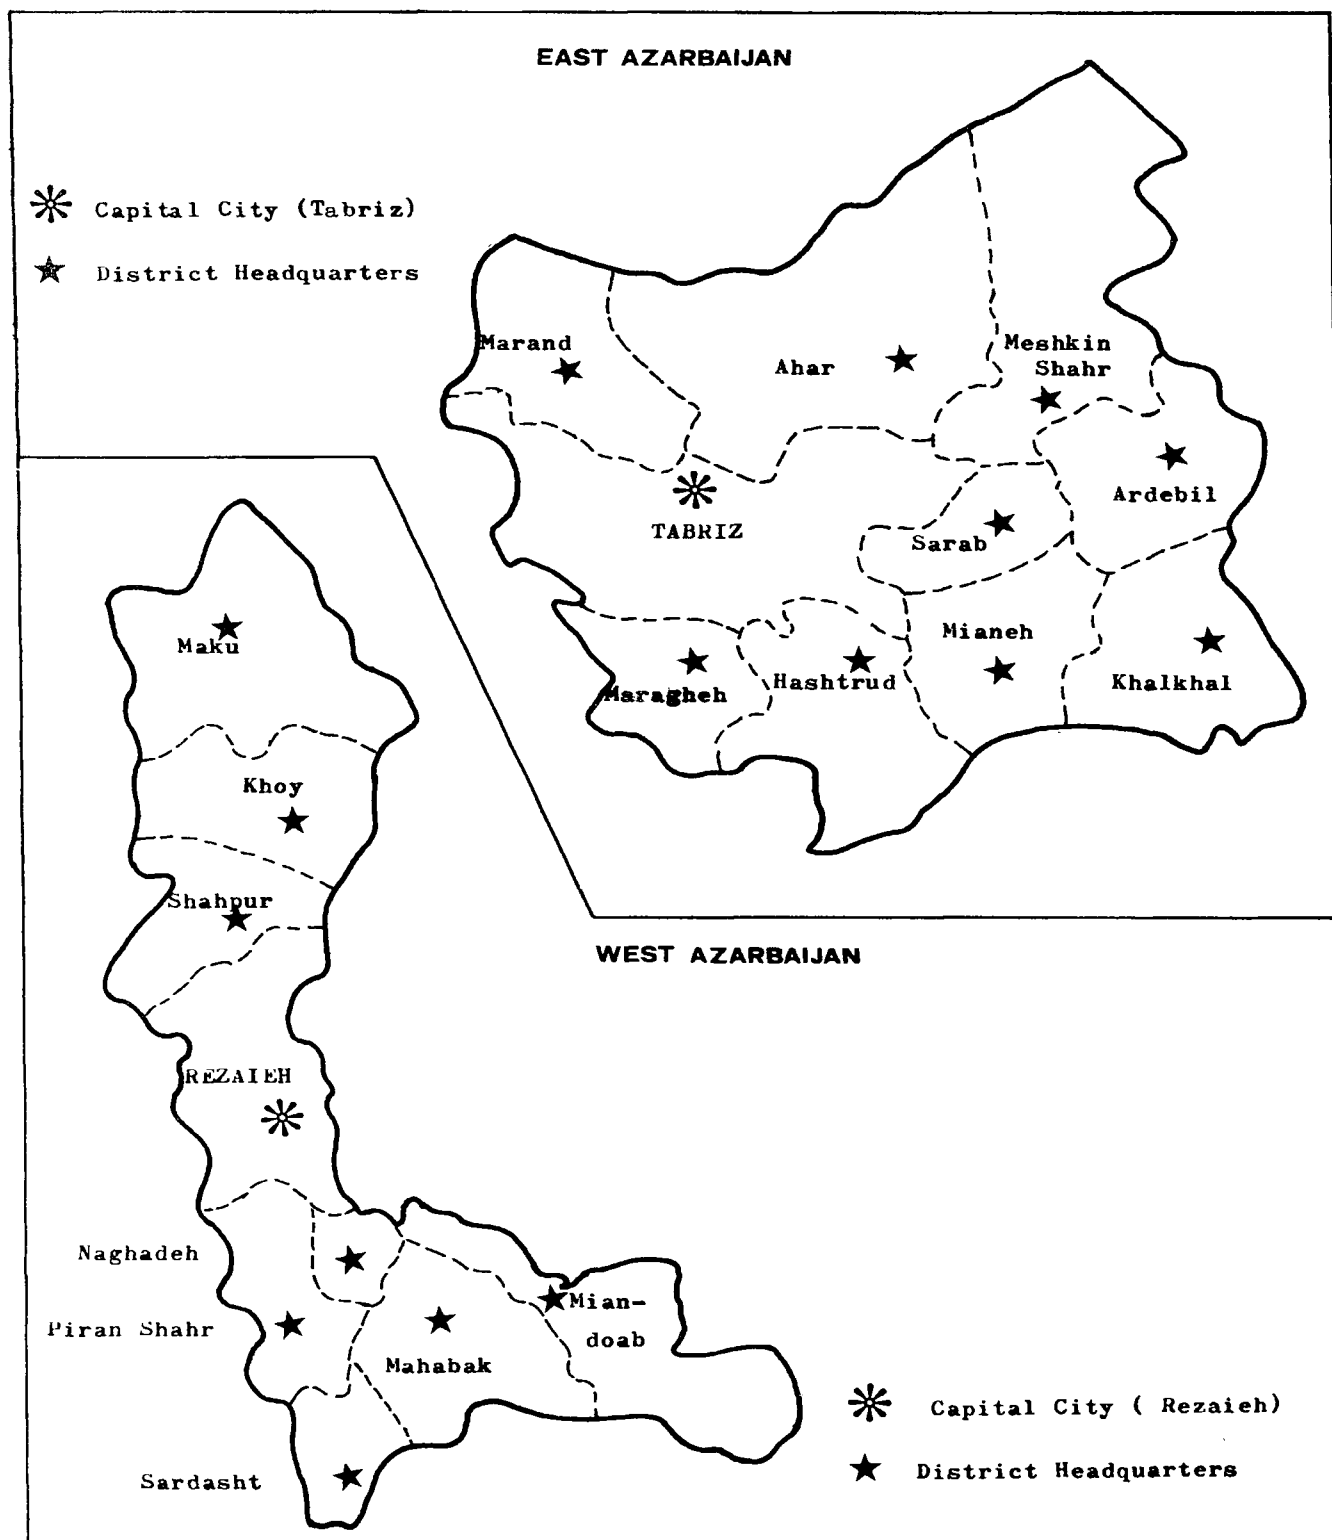 EAST AZARBAIJAN
Capital City (Tabriz)
District Headquarters
Marand
Ahar
Meshkin
Shahr
Ardebil
TABRIZ
Sarab
Mianeh
Maragheh
Hashtrud
Khalkhal
WEST AZARBAIJAN
Maku
Khoy
Shahpur
REZAIEH
Naghadeh
Piran Shahr
Mian-
doab
Mahabak
Sardasht
Capital City ( Rezaieh)
District Headquarters